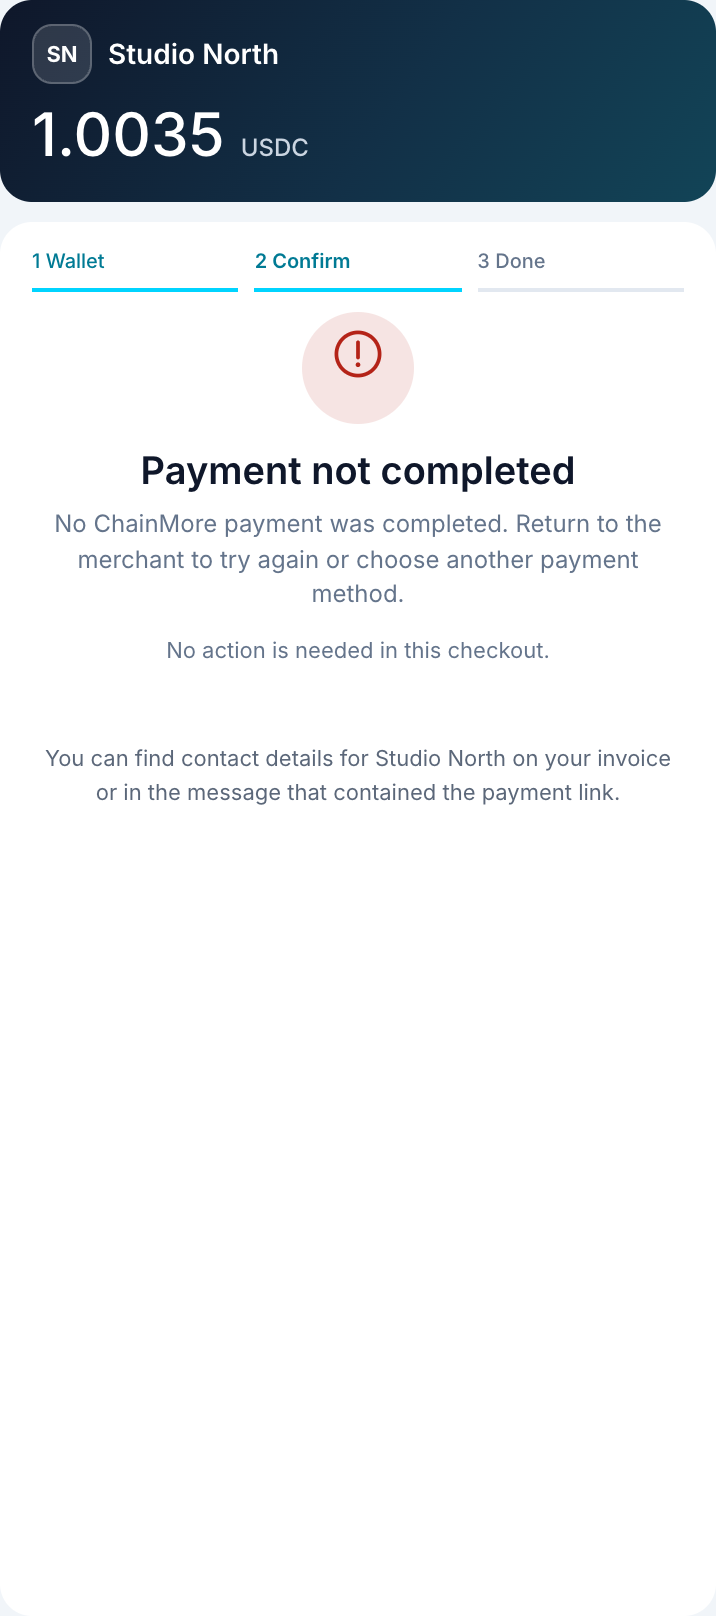 SN
Studio North
1.0035 USDC
1 Wallet
2 Confirm
3 Done
Payment not completed
No ChainMore payment was completed. Return to the
merchant to try again or choose another payment
method.
No action is needed in this checkout.
You can find contact details for Studio North on your invoice
or in the message that contained the payment link.